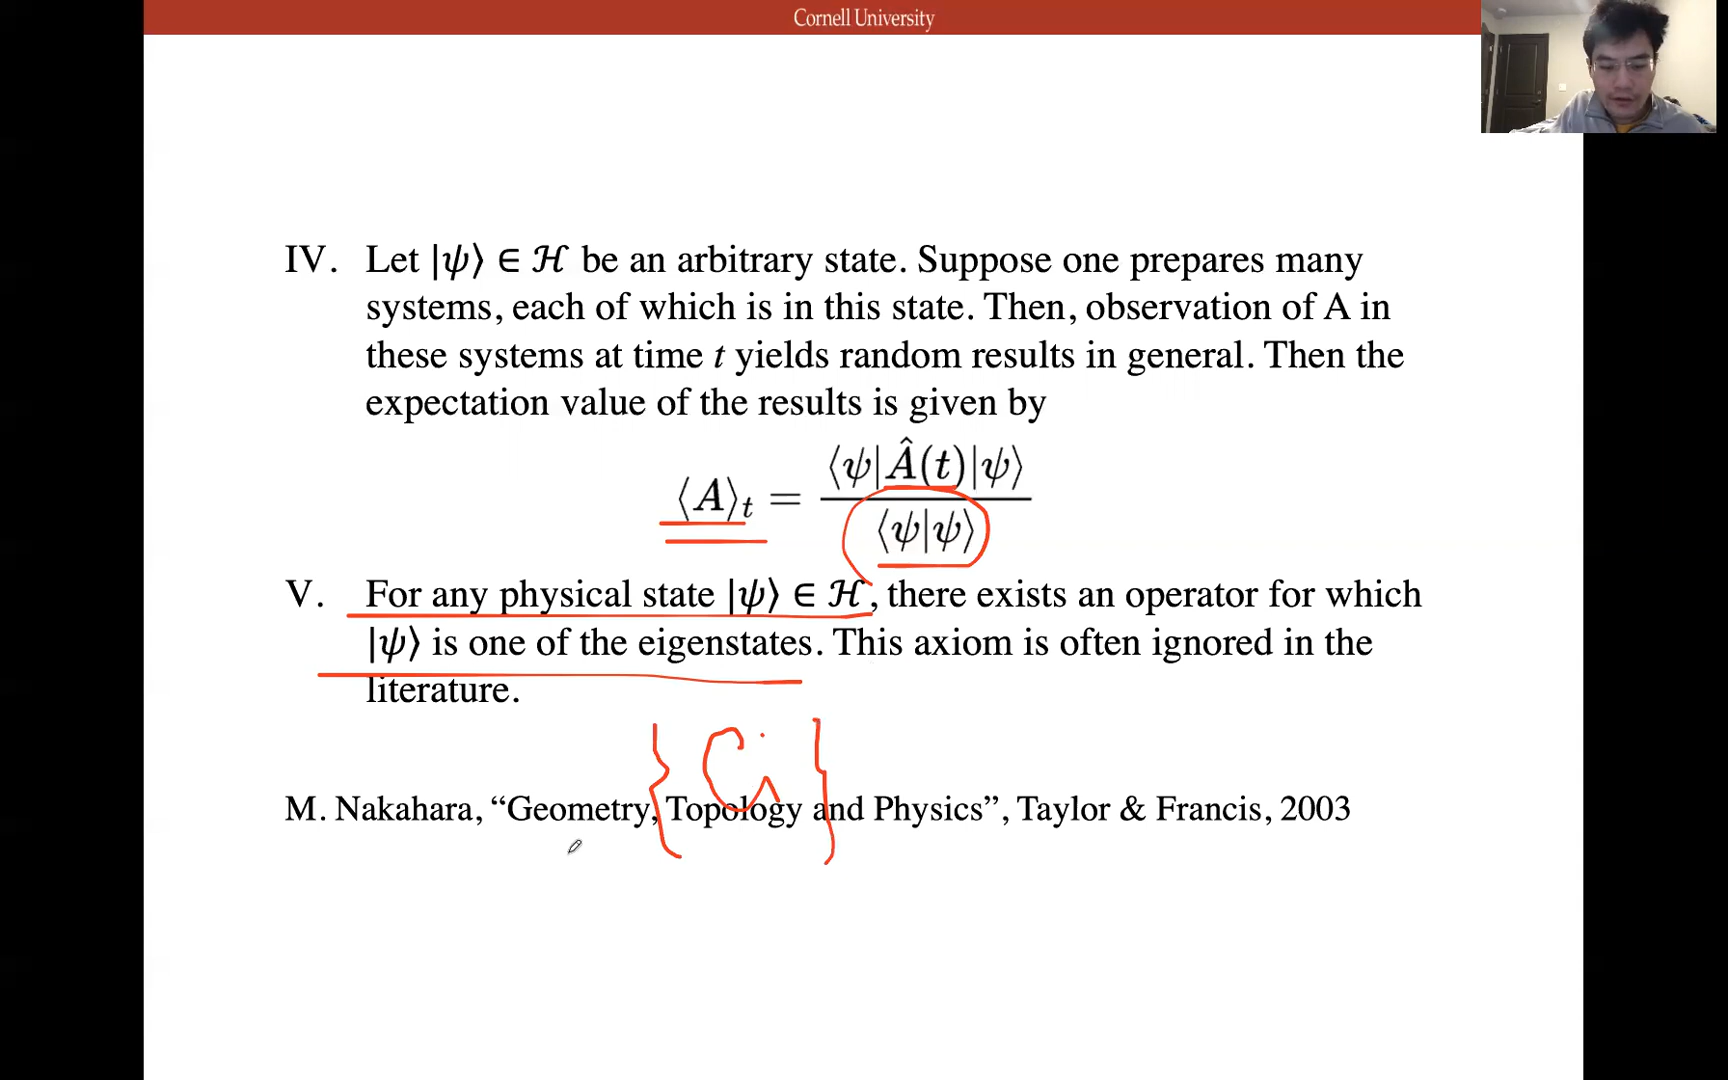 Cornell University
IV. Let |ψ⟩ ∈ ℋ be an arbitrary state. Suppose one prepares many
systems, each of which is in this state. Then, observation of A in
these systems at time t yields random results in general. Then the
expectation value of the results is given by
⟨A⟩ₜ = ⟨ψ|Â(t)|ψ⟩ / ⟨ψ|ψ⟩
V. For any physical state |ψ⟩ ∈ ℋ, there exists an operator for which
|ψ⟩ is one of the eigenstates. This axiom is often ignored in the
literature.
{Ci}
M. Nakahara, “Geometry, Topology and Physics”, Taylor & Francis, 2003